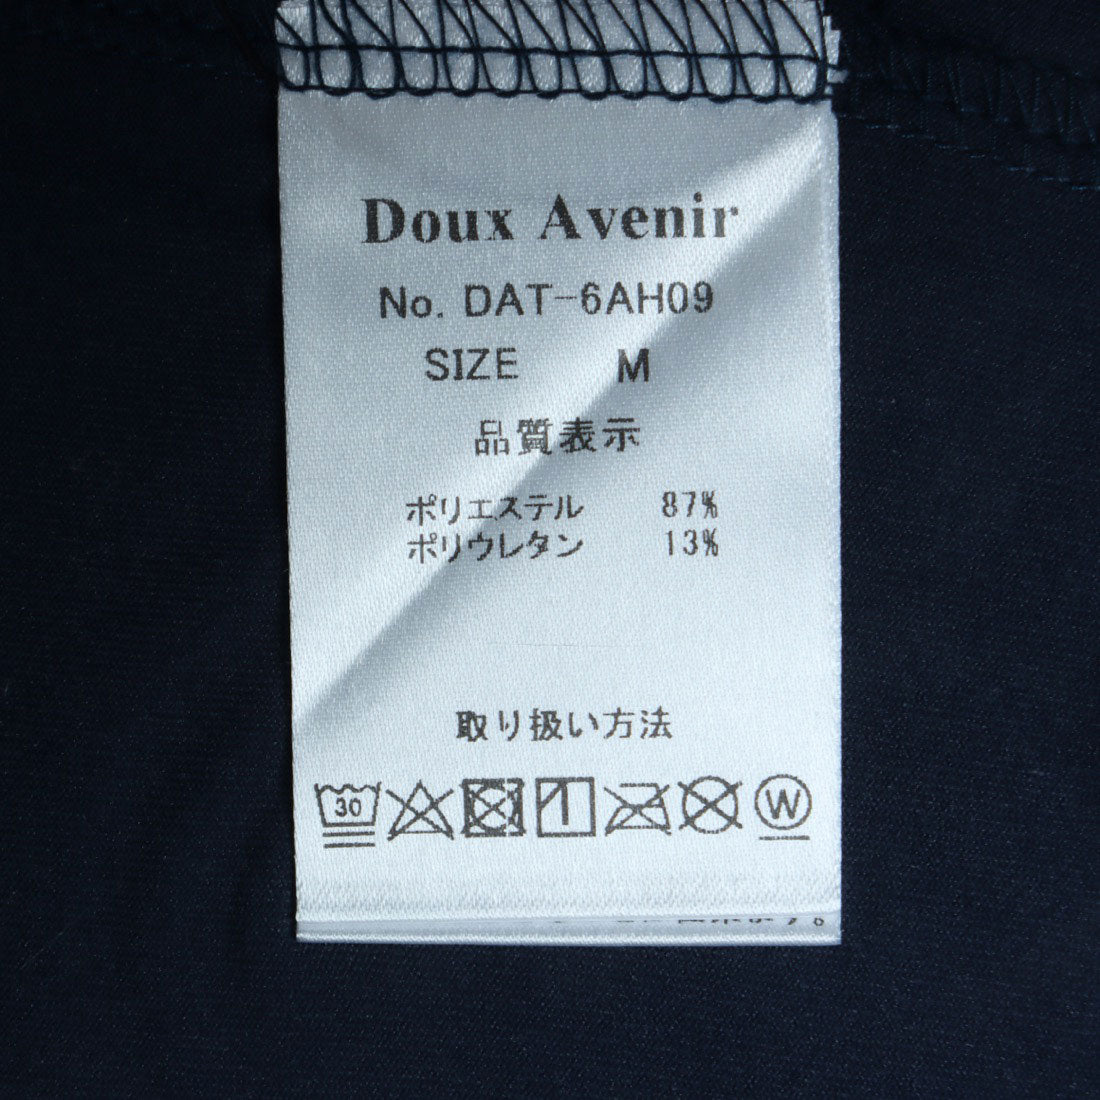 Doux Avenir
No. DAT-6AH09
SIZE M
品質表示
ポリエステル 87%
ポリウレタン 13%
取り扱い方法
30 W